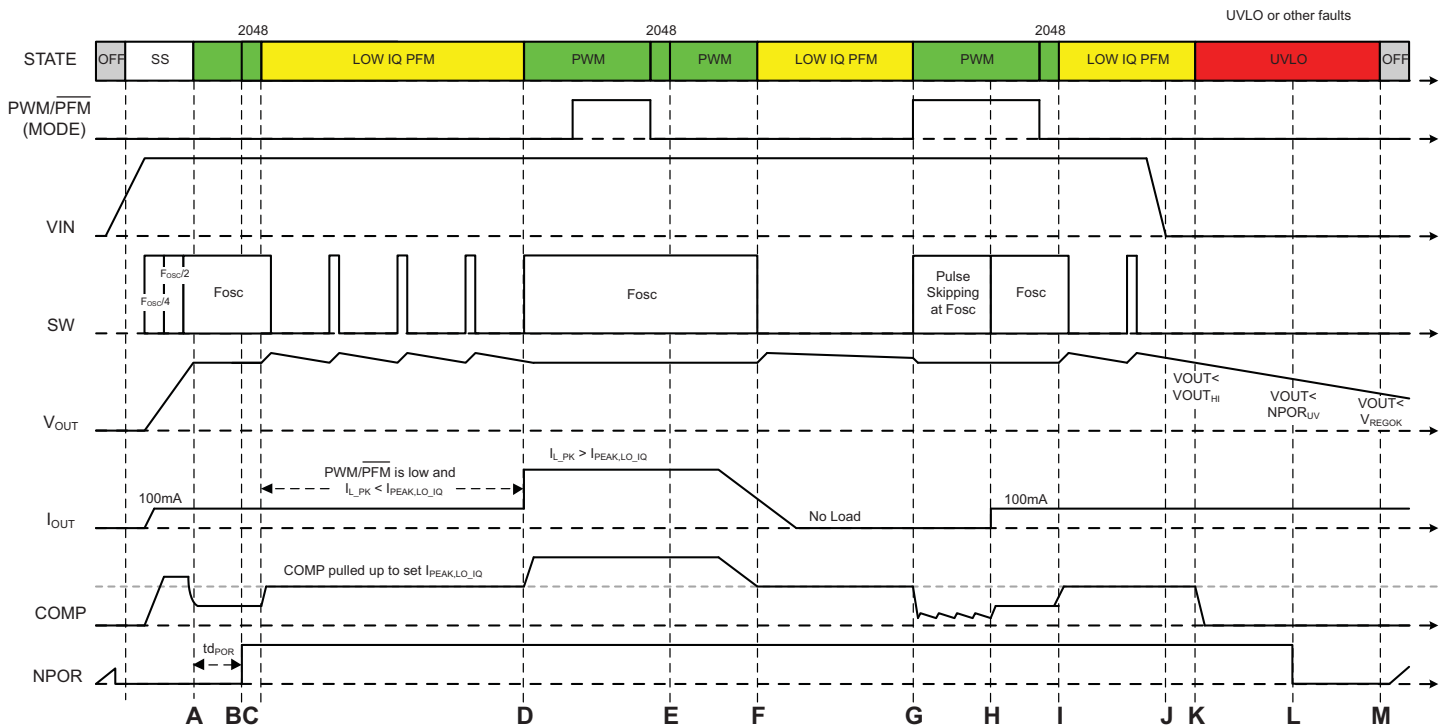 UVLO or other faults
2048 2048 2048
STATE OFF SS LOW IQ PFM PWM PWM LOW IQ PFM PWM LOW IQ PFM UVLO OFF
PWM/PFM
(MODE)
VIN
FOSC/2
FOSC/4
Fosc
Fosc
Pulse
Skipping
at Fosc
Fosc
SW
VOUT<
VOUTHI
VOUT<
NPORUV
VOUT<
VREGOK
VOUT
PWM/PFM is low and
IL_PK < IPEAK,LO_IQ
IL_PK > IPEAK,LO_IQ
100mA
No Load
100mA
IOUT
COMP pulled up to set IPEAK,LO_IQ
COMP
tdPOR
NPOR
A B C D E F G H I J K L M